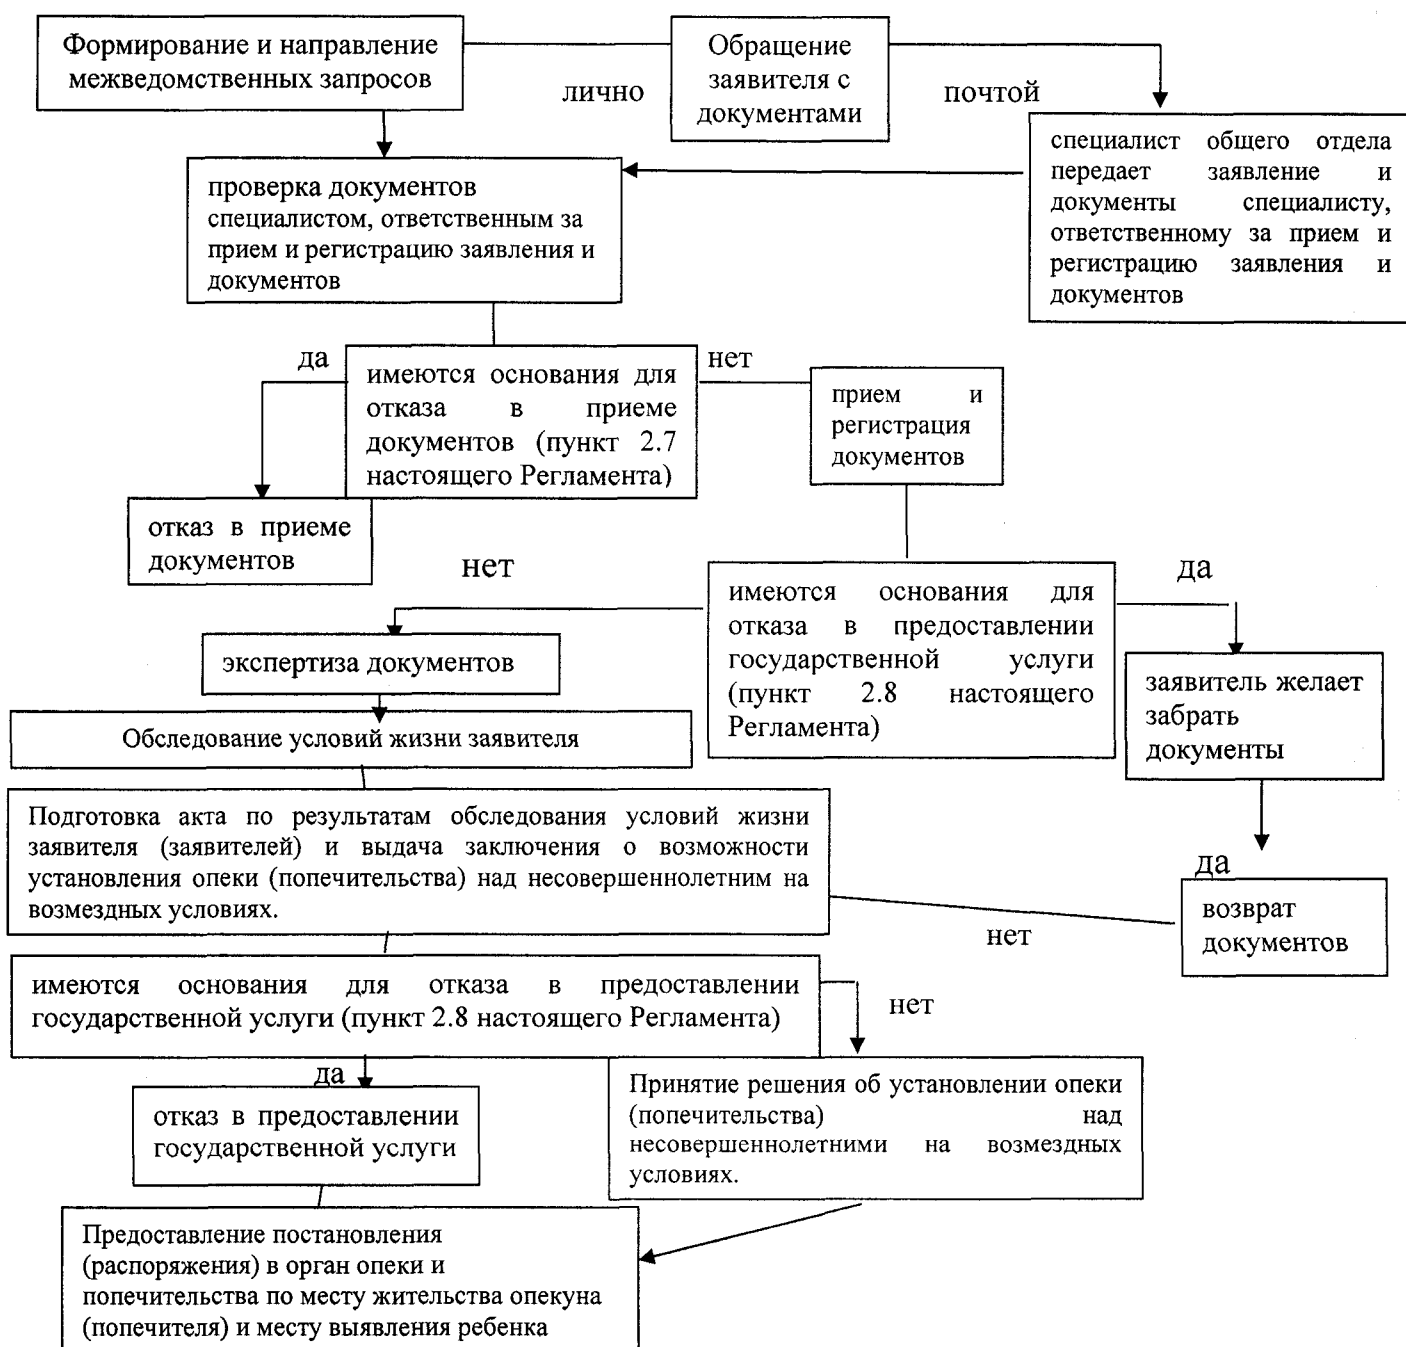 Формирование и направление
межведомственных запросов
Обращение
заявителя с
документами
лично
почтой
специалист общего отдела
передает заявление и
документы специалисту,
ответственному за прием и
регистрацию заявления и
документов
проверка документов
специалистом, ответственным за
прием и регистрацию заявления и
документов
да
имеются основания для
отказа в приеме
документов (пункт 2.7
настоящего Регламента)
нет
прием и
регистрация
документов
отказ в приеме
документов
нет
имеются основания для
отказа в предоставлении
государственной услуги
(пункт 2.8 настоящего
Регламента)
да
экспертиза документов
заявитель желает
забрать
документы
Обследование условий жизни заявителя
Подготовка акта по результатам обследования условий жизни
заявителя (заявителей) и выдача заключения о возможности
установления опеки (попечительства) над несовершеннолетним на
возмездных условиях.
да
возврат
документов
нет
имеются основания для отказа в предоставлении
государственной услуги (пункт 2.8 настоящего Регламента)
нет
да
отказ в предоставлении
государственной услуги
Принятие решения об установлении опеки
(попечительства) над
несовершеннолетними на возмездных
условиях.
Предоставление постановления
(распоряжения) в орган опеки и
попечительства по месту жительства опекуна
(попечителя) и месту выявления ребенка